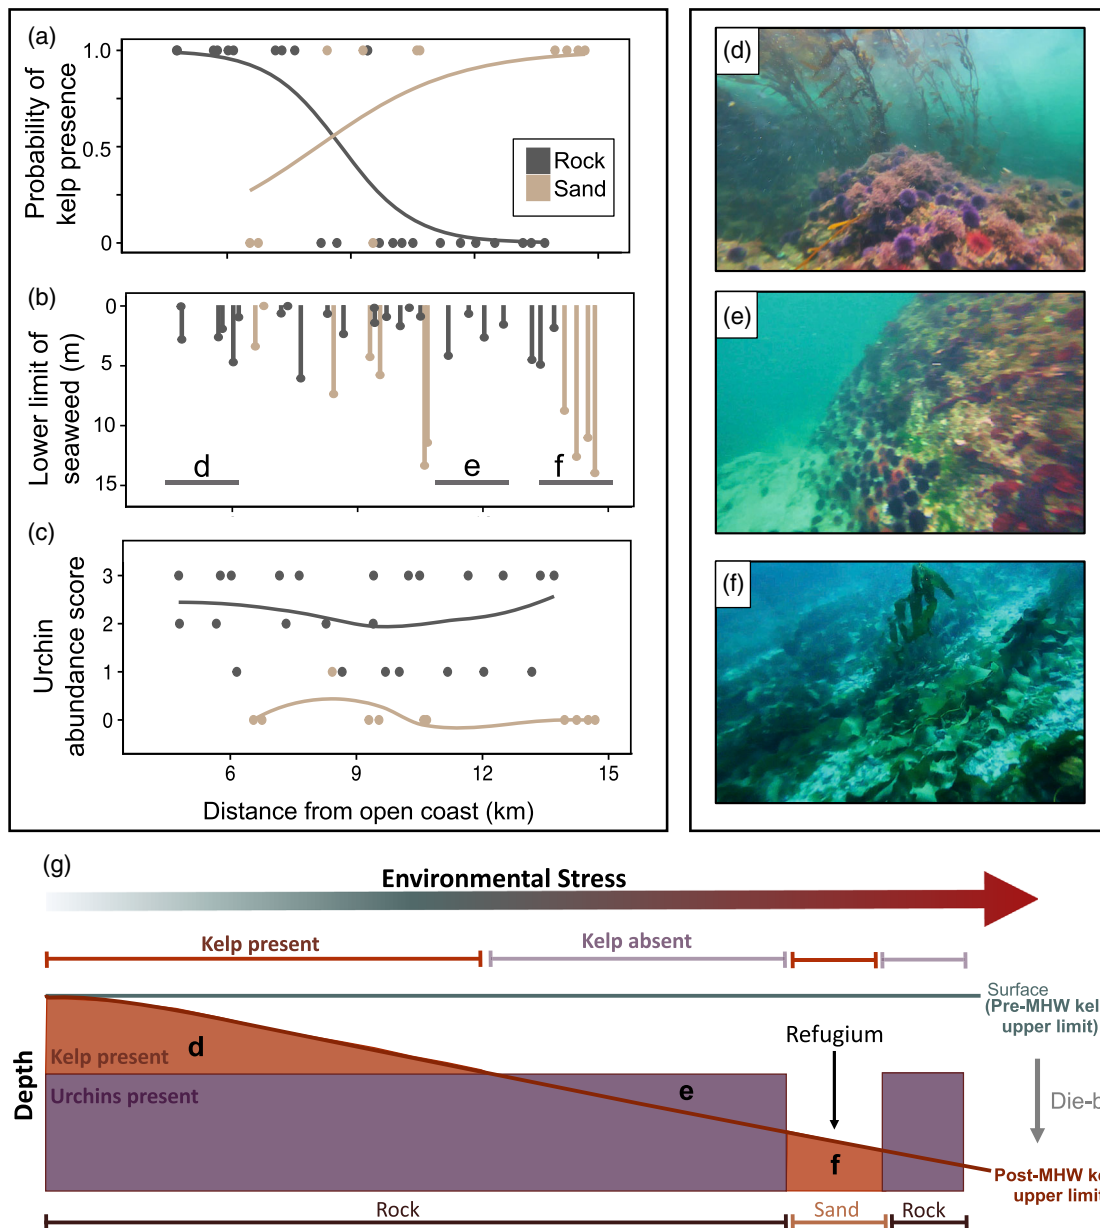 (a)
1.0
0.5
0
Probability of
kelp presence
Rock
Sand
(b)
0
5
10
15
Lower limit of
seaweed (m)
d
e
f
(c)
3
2
1
0
Urchin
abundance score
6
9
12
15
Distance from open coast (km)
(d)
(e)
(f)
(g)
Environmental Stress
Kelp present
Kelp absent
Surface
(Pre-MHW kel
upper limit)
Refugium
Depth
Kelp present
d
Urchins present
e
f
Die-b
Post-MHW ke
upper limit
Rock
Sand
Rock